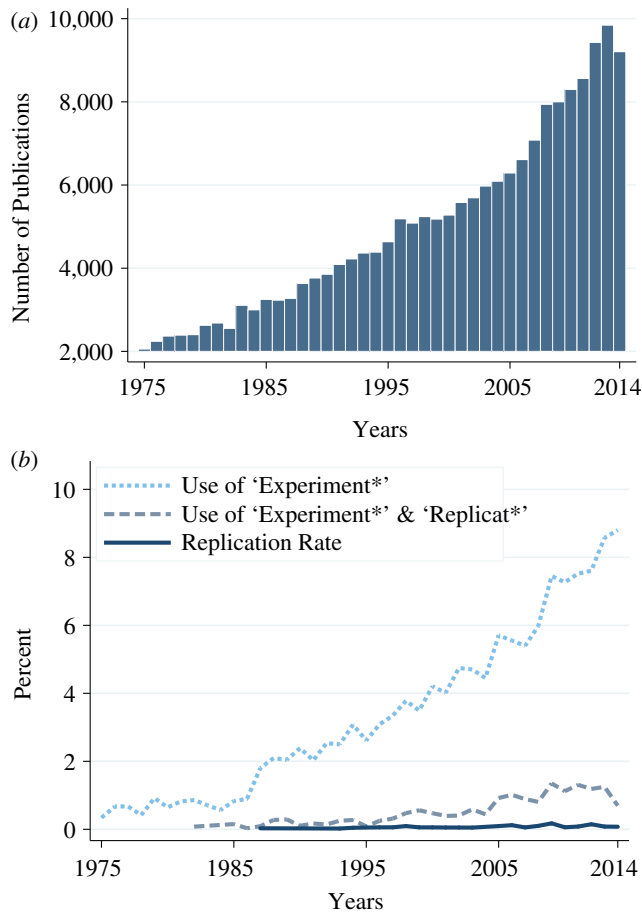 (a)
10,000
8,000
6,000
4,000
2,000
Number of Publications
1975 1985 1995 2005 2014
Years
(b)
10
8
6
4
2
0
Percent
Use of ‘Experiment*’
Use of ‘Experiment*’ & ‘Replicat*’
Replication Rate
1975 1985 1995 2005 2014
Years